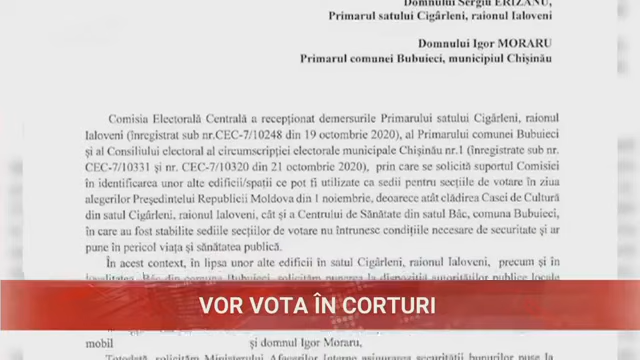 Domnului Sergiu ERIZANU,
Primarul satului Cigârleni, raionul Ialoveni
Domnului Igor MORARU
Primarul comunei Bubuieci, municipiul Chișinău
Comisia Electorală Centrală a recepționat demersurile Primarului satului Cigârleni, raionul
Ialoveni (înregistrat sub nr.CEC-7/10248 din 19 octombrie 2020), al Primarului comunei Bubuieci
și al Consiliului electoral al circumscripției electorale municipale Chișinău nr.1 (înregistrate sub nr.
CEC-7/10331 și nr. CEC-7/10320 din 21 octombrie 2020), prin care se solicită suportul Comisiei
în identificarea unor alte edificii/spații ce pot fi utilizate ca sedii pentru secțiile de votare în ziua
alegerilor Președintelui Republicii Moldova din 1 noiembrie, deoarece atât clădirea Casei de Cultură
din satul Cigârleni, raionul Ialoveni, cât și a Centrului de Sănătate din satul Bâc, comuna Bubuieci,
în care au fost stabilite sediile secțiilor de votare nu întrunesc condițiile necesare de securitate și ar
pune în pericol viața și sănătatea publică.
În acest context, în lipsa unor alte edificii în satul Cigârleni, raionul Ialoveni, precum și în
localitatea Bâc din comuna Bubuieci, solicităm punerea la dispoziția autorităților publice locale
VOR VOTA ÎN CORTURI
mobil și domnul Igor Moraru,
Totodată, solicităm Ministerului Afacerilor Interne asigurarea securității bunurilor puse la